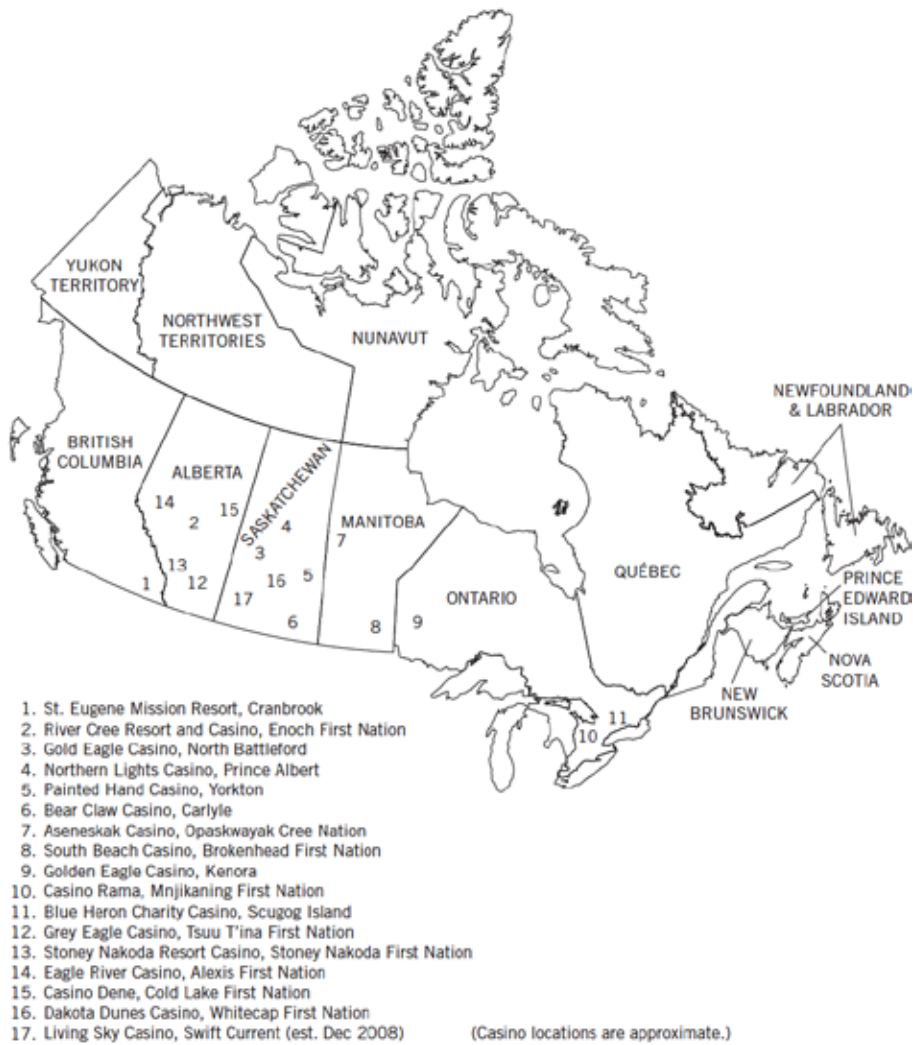 YUKON
TERRITORY
NORTHWEST
TERRITORIES
NUNAVUT
NEWFOUNDLAND
& LABRADOR
BRITISH
COLUMBIA
ALBERTA
SASKATCHEWAN
MANITOBA
14
2
15
4
7
3
13
12
16
5
17
1
6
8
9
ONTARIO
QUÉBEC
PRINCE
EDWARD
ISLAND
NOVA
SCOTIA
NEW
BRUNSWICK
11
10
1. St. Eugene Mission Resort, Cranbrook
2. River Cree Resort and Casino, Enoch First Nation
3. Gold Eagle Casino, North Battleford
4. Northern Lights Casino, Prince Albert
5. Painted Hand Casino, Yorkton
6. Bear Claw Casino, Carlyle
7. Aseneskak Casino, Opaskwayak Cree Nation
8. South Beach Casino, Brokenhead First Nation
9. Golden Eagle Casino, Kenora
10. Casino Rama, Mnjikaning First Nation
11. Blue Heron Charity Casino, Scugog Island
12. Grey Eagle Casino, Tsuu T'ina First Nation
13. Stoney Nakoda Resort Casino, Stoney Nakoda First Nation
14. Eagle River Casino, Alexis First Nation
15. Casino Dene, Cold Lake First Nation
16. Dakota Dunes Casino, Whitecap First Nation
17. Living Sky Casino, Swift Current (est. Dec 2008) (Casino locations are approximate.)